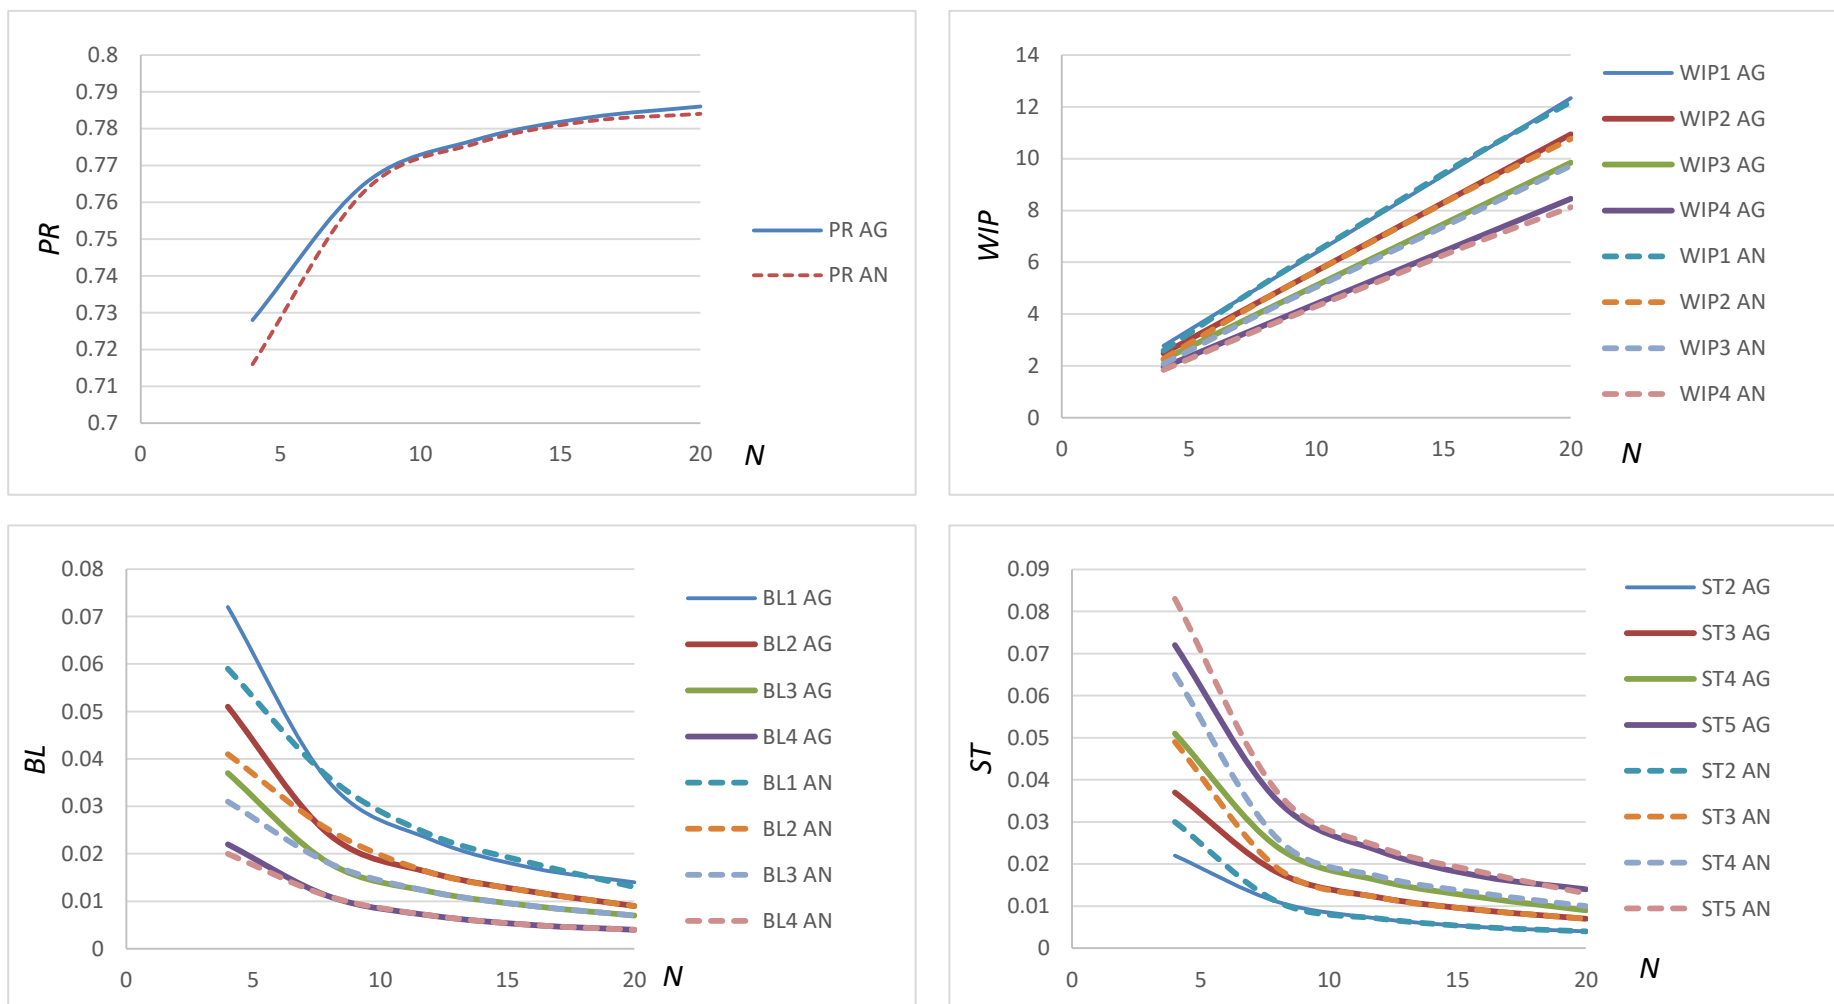 0.8
0.79
0.78
0.77
0.76
0.75
0.74
0.73
0.72
0.71
0.7
PR
0 5 10 15 20 N
PR AG
PR AN
14
12
10
8
6
4
2
0
WIP
0 5 10 15 20 N
WIP1 AG
WIP2 AG
WIP3 AG
WIP4 AG
WIP1 AN
WIP2 AN
WIP3 AN
WIP4 AN
0.08
0.07
0.06
0.05
0.04
0.03
0.02
0.01
0
BL
0 5 10 15 20 N
BL1 AG
BL2 AG
BL3 AG
BL4 AG
BL1 AN
BL2 AN
BL3 AN
BL4 AN
0.09
0.08
0.07
0.06
0.05
0.04
0.03
0.02
0.01
0
ST
0 5 10 15 20 N
ST2 AG
ST3 AG
ST4 AG
ST5 AG
ST2 AN
ST3 AN
ST4 AN
ST5 AN